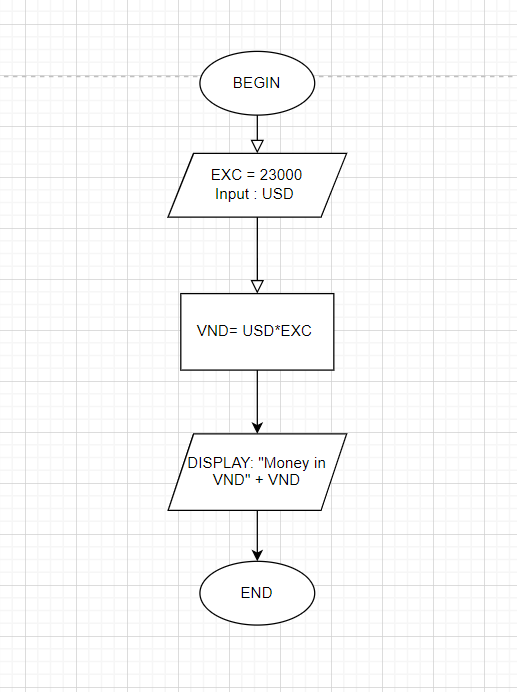 BEGIN
EXC = 23000
Input : USD
VND= USD*EXC
DISPLAY: "Money in
VND" + VND
END